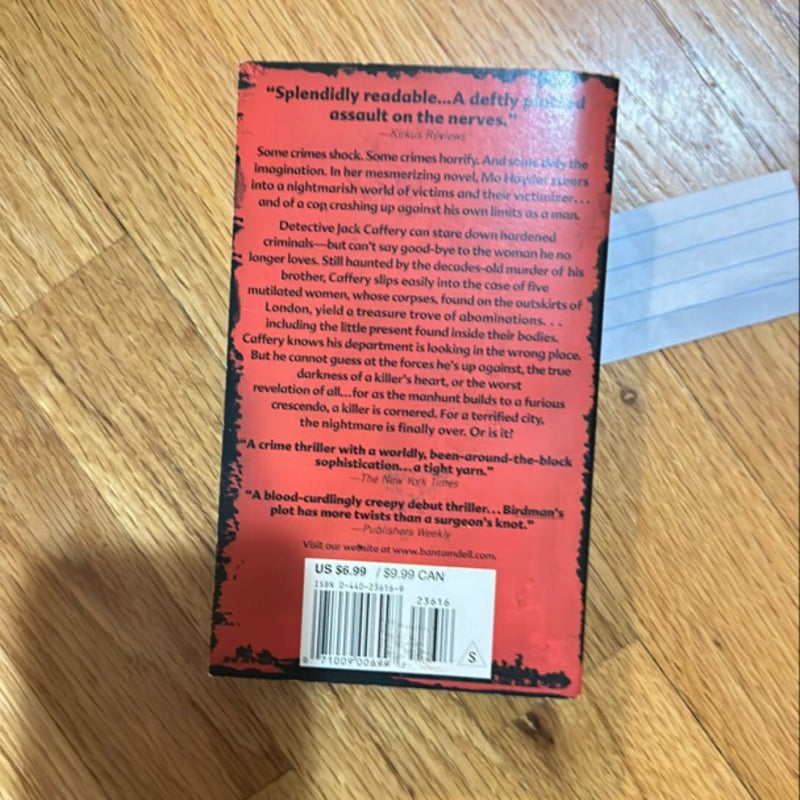 “Splendidly readable...A deftly plotted
assault on the nerves.”
—Kirkus Reviews
Some crimes shock. Some crimes horrify. And some defy the
imagination. In her mesmerizing novel, Mo Hayder steers
into a nightmarish world of victims and their victimizer...
and of a cop crashing up against his own limits as a man.
Detective Jack Caffery can stare down hardened
criminals—but can't say good-bye to the woman he no
longer loves. Still haunted by the decades-old murder of his
brother, Caffery slips easily into the case of five
mutilated women, whose corpses, found on the outskirts of
London, yield a treasure trove of abominations. . .
including the little present found inside their bodies.
Caffery knows his department is looking in the wrong place.
But he cannot guess at the forces he's up against, the true
darkness of a killer's heart, or the worst
revelation of all...for as the manhunt builds to a furious
crescendo, a killer is cornered. For a terrified city,
the nightmare is finally over. Or is it?
“A crime thriller with a worldly, been-around-the-block
sophistication...a tight yarn.”
—The New York Times
“A blood-curdlingly creepy debut thriller...Birdman's
plot has more twists than a surgeon's knot.”
—Publishers Weekly
Visit our website at www.bantamdell.com.
US $6.99 / $9.99 CAN
ISBN 0-440-23616-9
23616
S